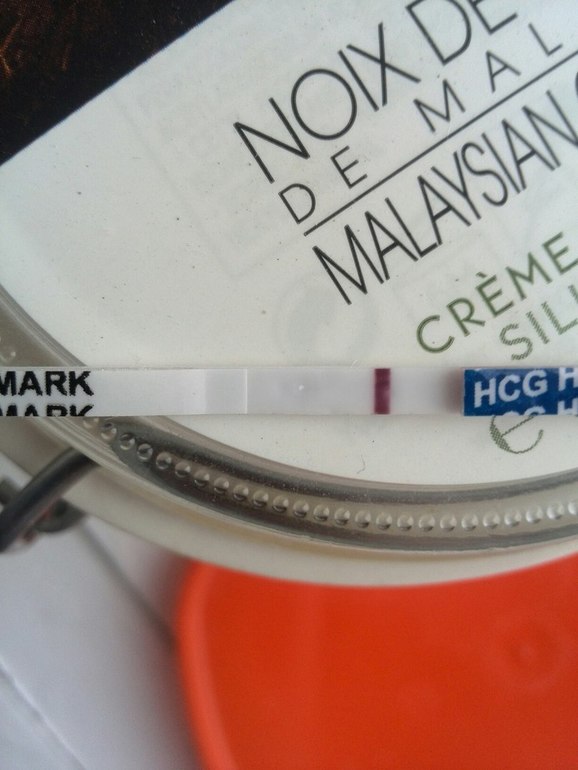 NOIX DE
DE MAL
MALAYSIAN
CRÈME
SIL
MARK
MARK
HCG H
e